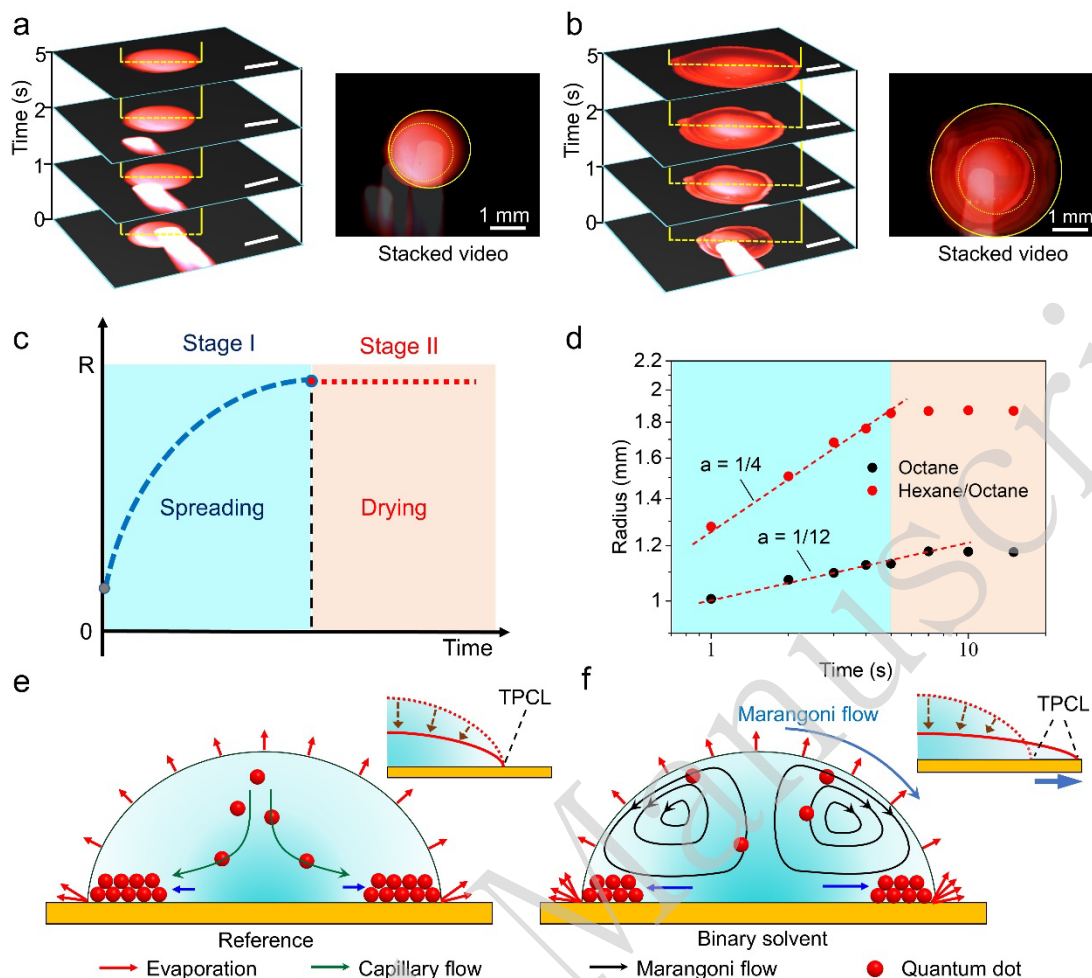 a
Time (s)
5
2
1
0
1 mm
Stacked video
b
Time (s)
5
2
1
0
1 mm
Stacked video
c
R
Stage I
Stage II
Spreading
Drying
0
Time
d
Radius (mm)
2.2
2
1.8
1.6
1.4
1.2
1
a = 1/4
a = 1/12
Octane
Hexane/Octane
1
10
Time (s)
e
TPCL
Reference
f
Marangoni flow
TPCL
Binary solvent
Evaporation
Capillary flow
Marangoni flow
Quantum dot
Manuscri